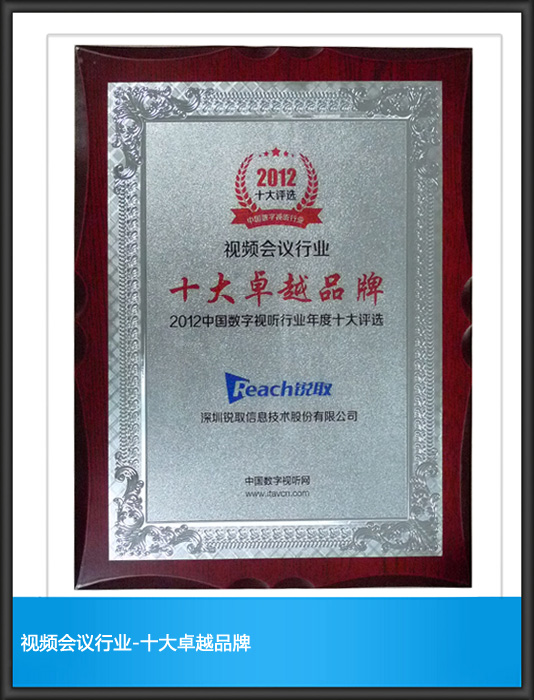 2012
十大评选
中国数字视听行业
视频会议行业
十大卓越品牌
2012中国数字视听行业年度十大评选
Reach锐取
深圳锐取信息技术股份有限公司
中国数字视听网
www.itavcn.com
视频会议行业-十大卓越品牌